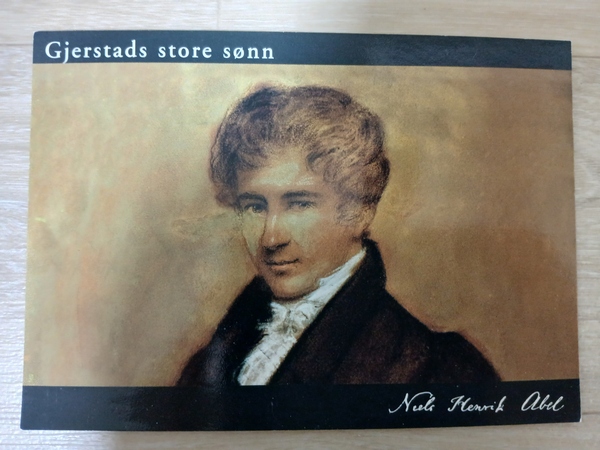 Gjerstads store sønn
Niels Henrik Abel